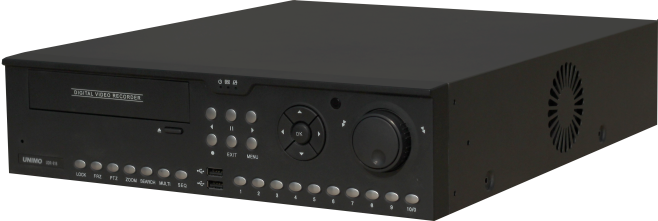 DIGITAL VIDEO RECORDER
OK
EXIT MENU
UNIMO
LOCK FRZ PTZ ZOOM SEARCH MULTI SEQ
1 2 3 4 5 6 7 8 9 10/0